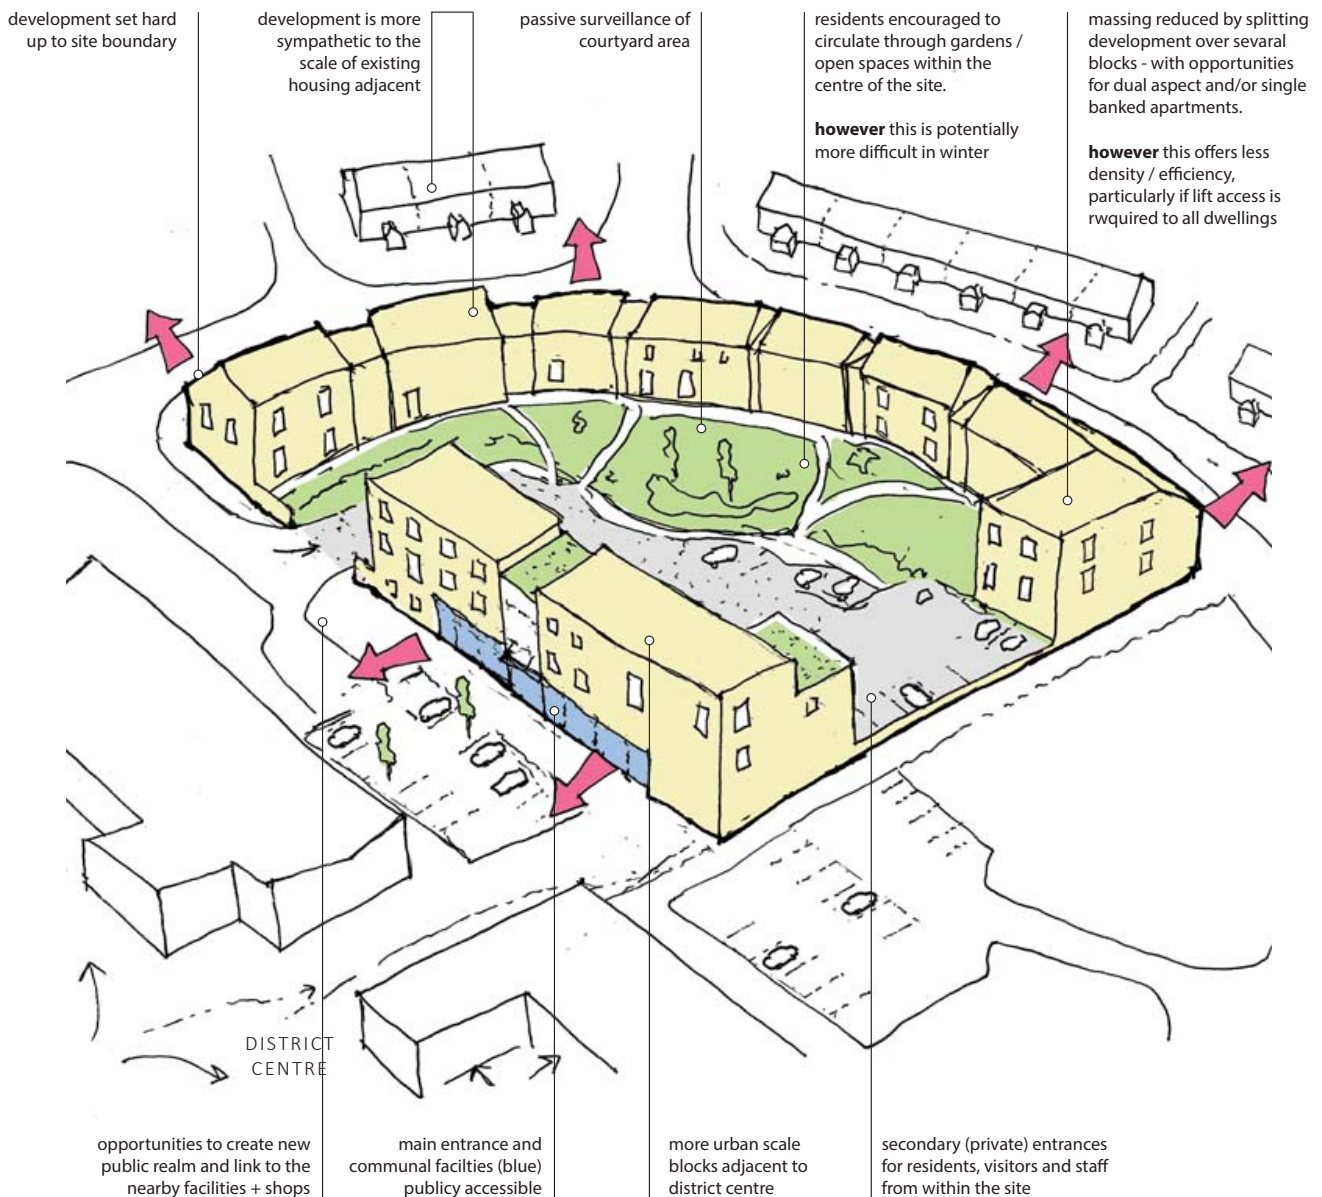 development set hard
up to site boundary
development is more
sympathetic to the
scale of existing
housing adjacent
passive surveillance of
courtyard area
residents encouraged to
circulate through gardens /
open spaces within the
centre of the site.
however this is potentially
more difficult in winter
massing reduced by splitting
development over sevaral
blocks - with opportunities
for dual aspect and/or single
banked apartments.
however this offers less
density / efficiency,
particularly if lift access is
rwquired to all dwellings
DISTRICT
CENTRE
opportunities to create new
public realm and link to the
nearby facilities + shops
main entrance and
communal facilties (blue)
publicy accessible
more urban scale
blocks adjacent to
district centre
secondary (private) entrances
for residents, visitors and staff
from within the site